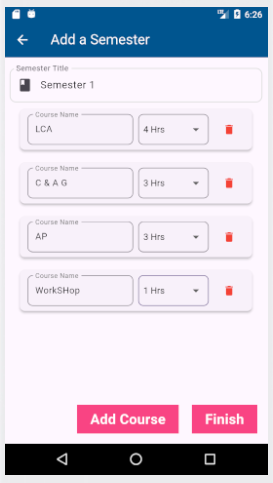 6:26
Add a Semester
Semester Title
Semester 1
Course Name
LCA
4 Hrs
Course Name
C & A G
3 Hrs
Course Name
AP
3 Hrs
Course Name
WorkSHop
1 Hrs
Add Course
Finish